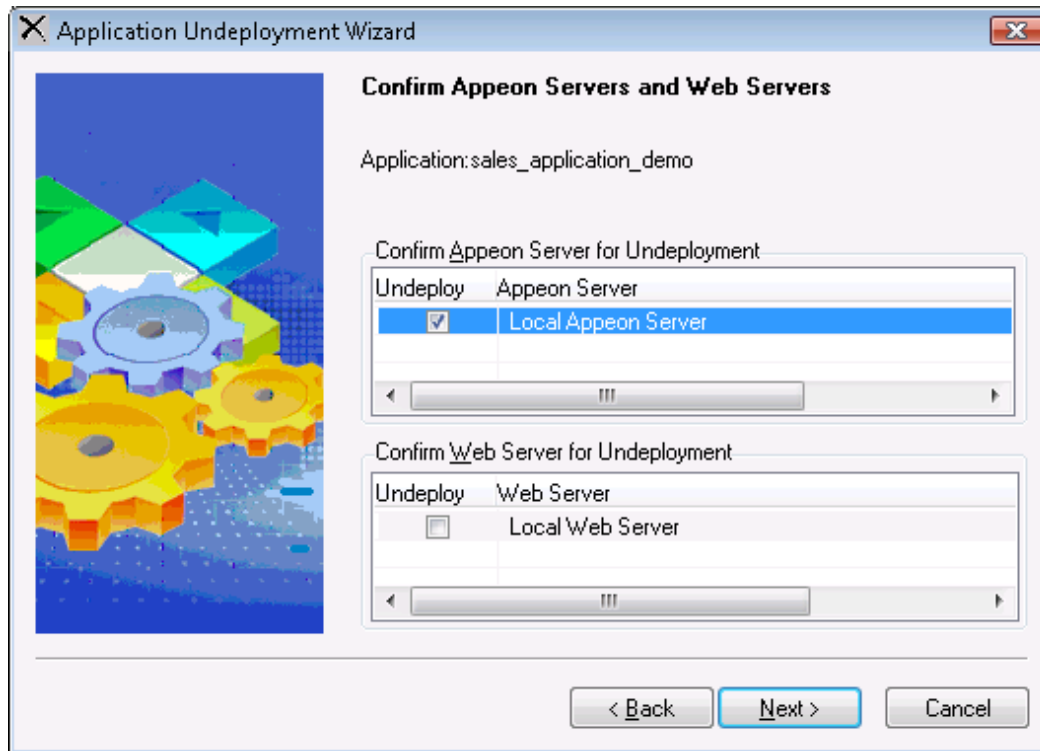 Application Undeployment Wizard
Confirm Appeon Servers and Web Servers
Application:sales_application_demo
Confirm Appeon Server for Undeployment
Undeploy Appeon Server
Local Appeon Server
Confirm Web Server for Undeployment
Undeploy Web Server
Local Web Server
< Back Next > Cancel